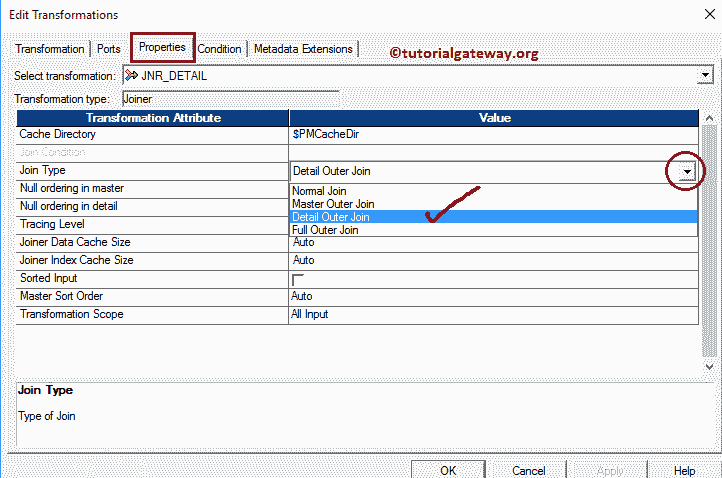 Edit Transformations
Transformation Ports Properties Condition Metadata Extensions
©tutorialgateway.org
Select transformation: JNR_DETAIL
Transformation type: Joiner
Transformation Attribute Value
Cache Directory $PMCacheDir
Join Condition
Join Type Detail Outer Join
Null ordering in master Normal Join
Null ordering in detail Master Outer Join
Detail Outer Join
Tracing Level Full Outer Join
Joiner Data Cache Size Auto
Joiner Index Cache Size Auto
Sorted Input
Master Sort Order Auto
Transformation Scope All Input
Join Type
Type of Join
OK Cancel Apply Help